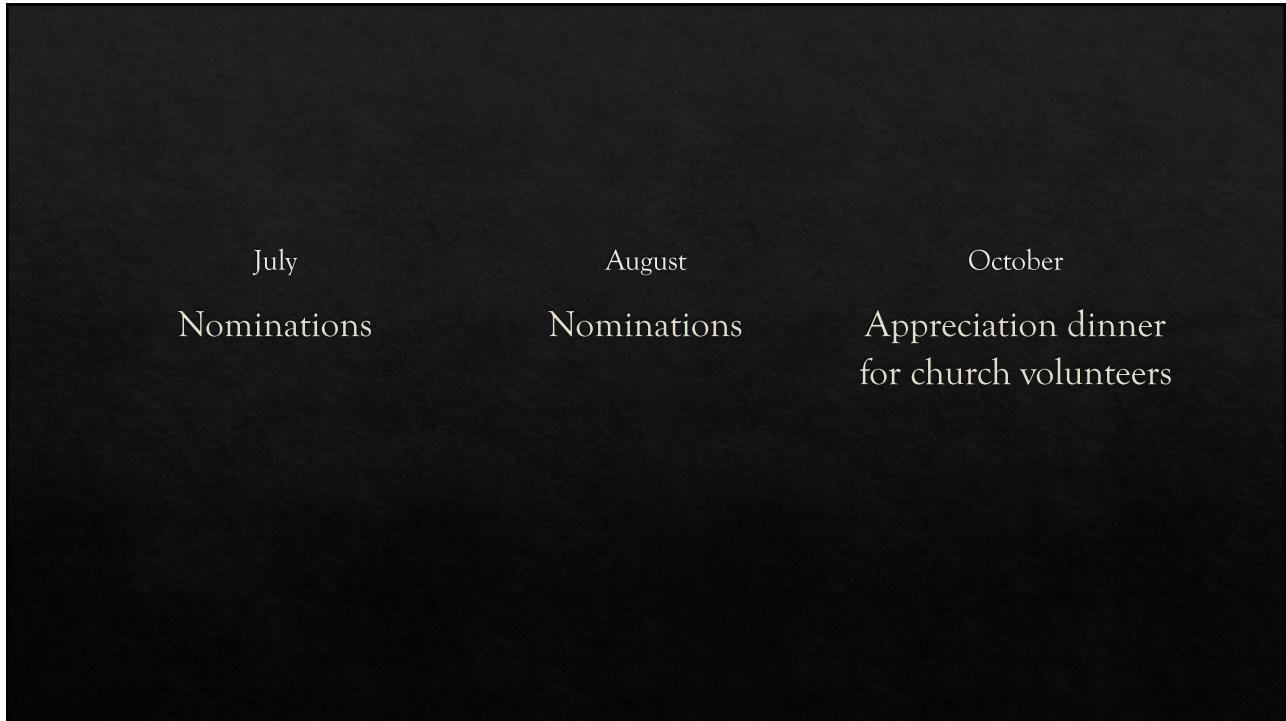 July
Nominations
August
Nominations
October
Appreciation dinner
for church volunteers